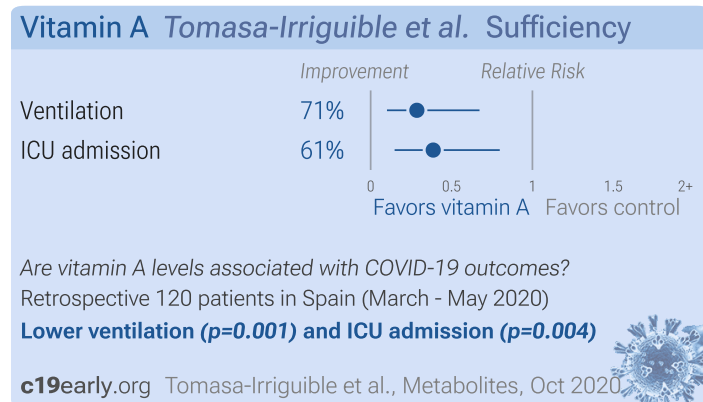 Vitamin A Tomasa-Irriguible et al. Sufficiency
Improvement Relative Risk
Ventilation 71%
ICU admission 61%
0 0.5 1 1.5 2+
Favors vitamin A Favors control
Are vitamin A levels associated with COVID-19 outcomes?
Retrospective 120 patients in Spain (March - May 2020)
Lower ventilation (p=0.001) and ICU admission (p=0.004)
c19early.org Tomasa-Irriguible et al., Metabolites, Oct 2020